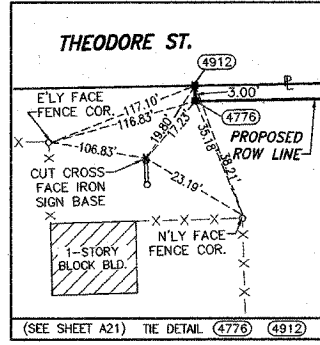 THEODORE ST.
4912
℄
E'LY FACE
FENCE COR.
117.10'
116.83'
3.00'
4776
19.80'
17.23'
35.18'
38.21'
PROPOSED
ROW LINE
106.83'
CUT CROSS
FACE IRON
SIGN BASE
23.19'
N'LY FACE
FENCE COR.
1-STORY
BLOCK BLD.
(SEE SHEET A21) TIE DETAIL 4776 4912